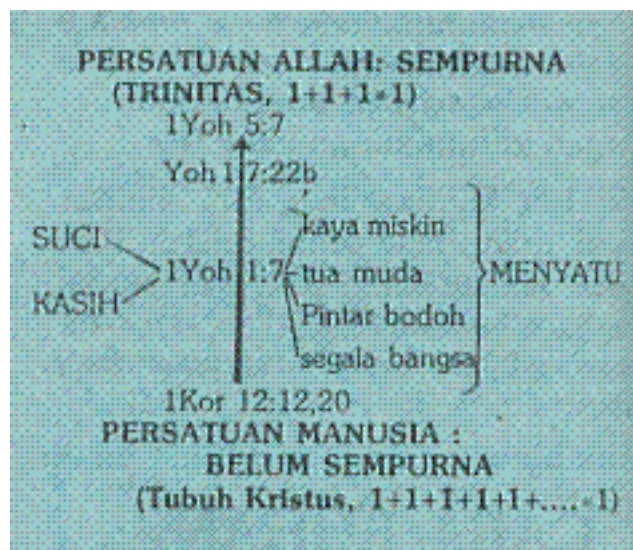 PERSATUAN ALLAH: SEMPURNA
(TRINITAS, 1+1+1=1)
1Yoh 5:7
Yoh 17:22b
kaya miskin
SUCI
1Yoh 1:7
tua muda
MENYATU
KASIH
Pintar bodoh
segala bangsa
1Kor 12:12,20
PERSATUAN MANUSIA :
BELUM SEMPURNA
(Tubuh Kristus, 1+1+1+1+1+....=1)